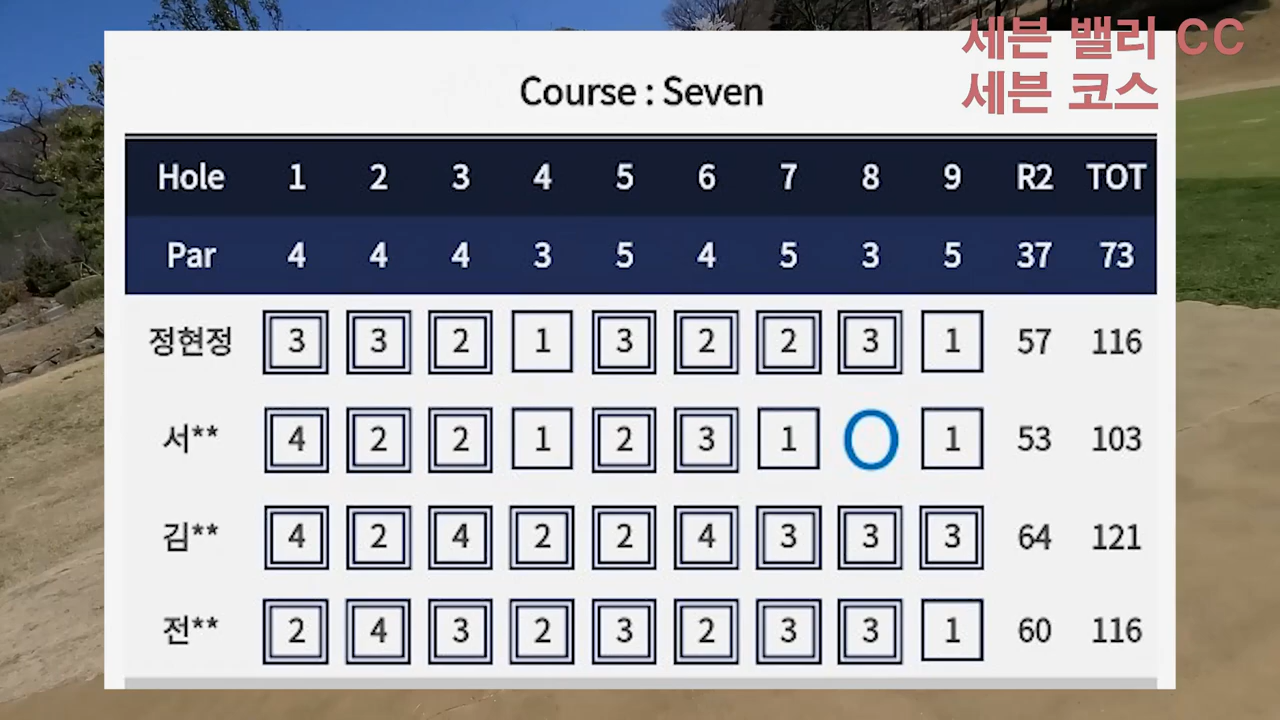 세븐 밸리 CC
세븐 코스
Course : Seven
Hole 1 2 3 4 5 6 7 8 9 R2 TOT
Par 4 4 4 3 5 4 5 3 5 37 73
정현정 3 3 2 1 3 2 2 3 1 57 116
서** 4 2 2 1 2 3 1 O 1 53 103
김** 4 2 4 2 2 4 3 3 3 64 121
전** 2 4 3 2 3 2 3 3 1 60 116